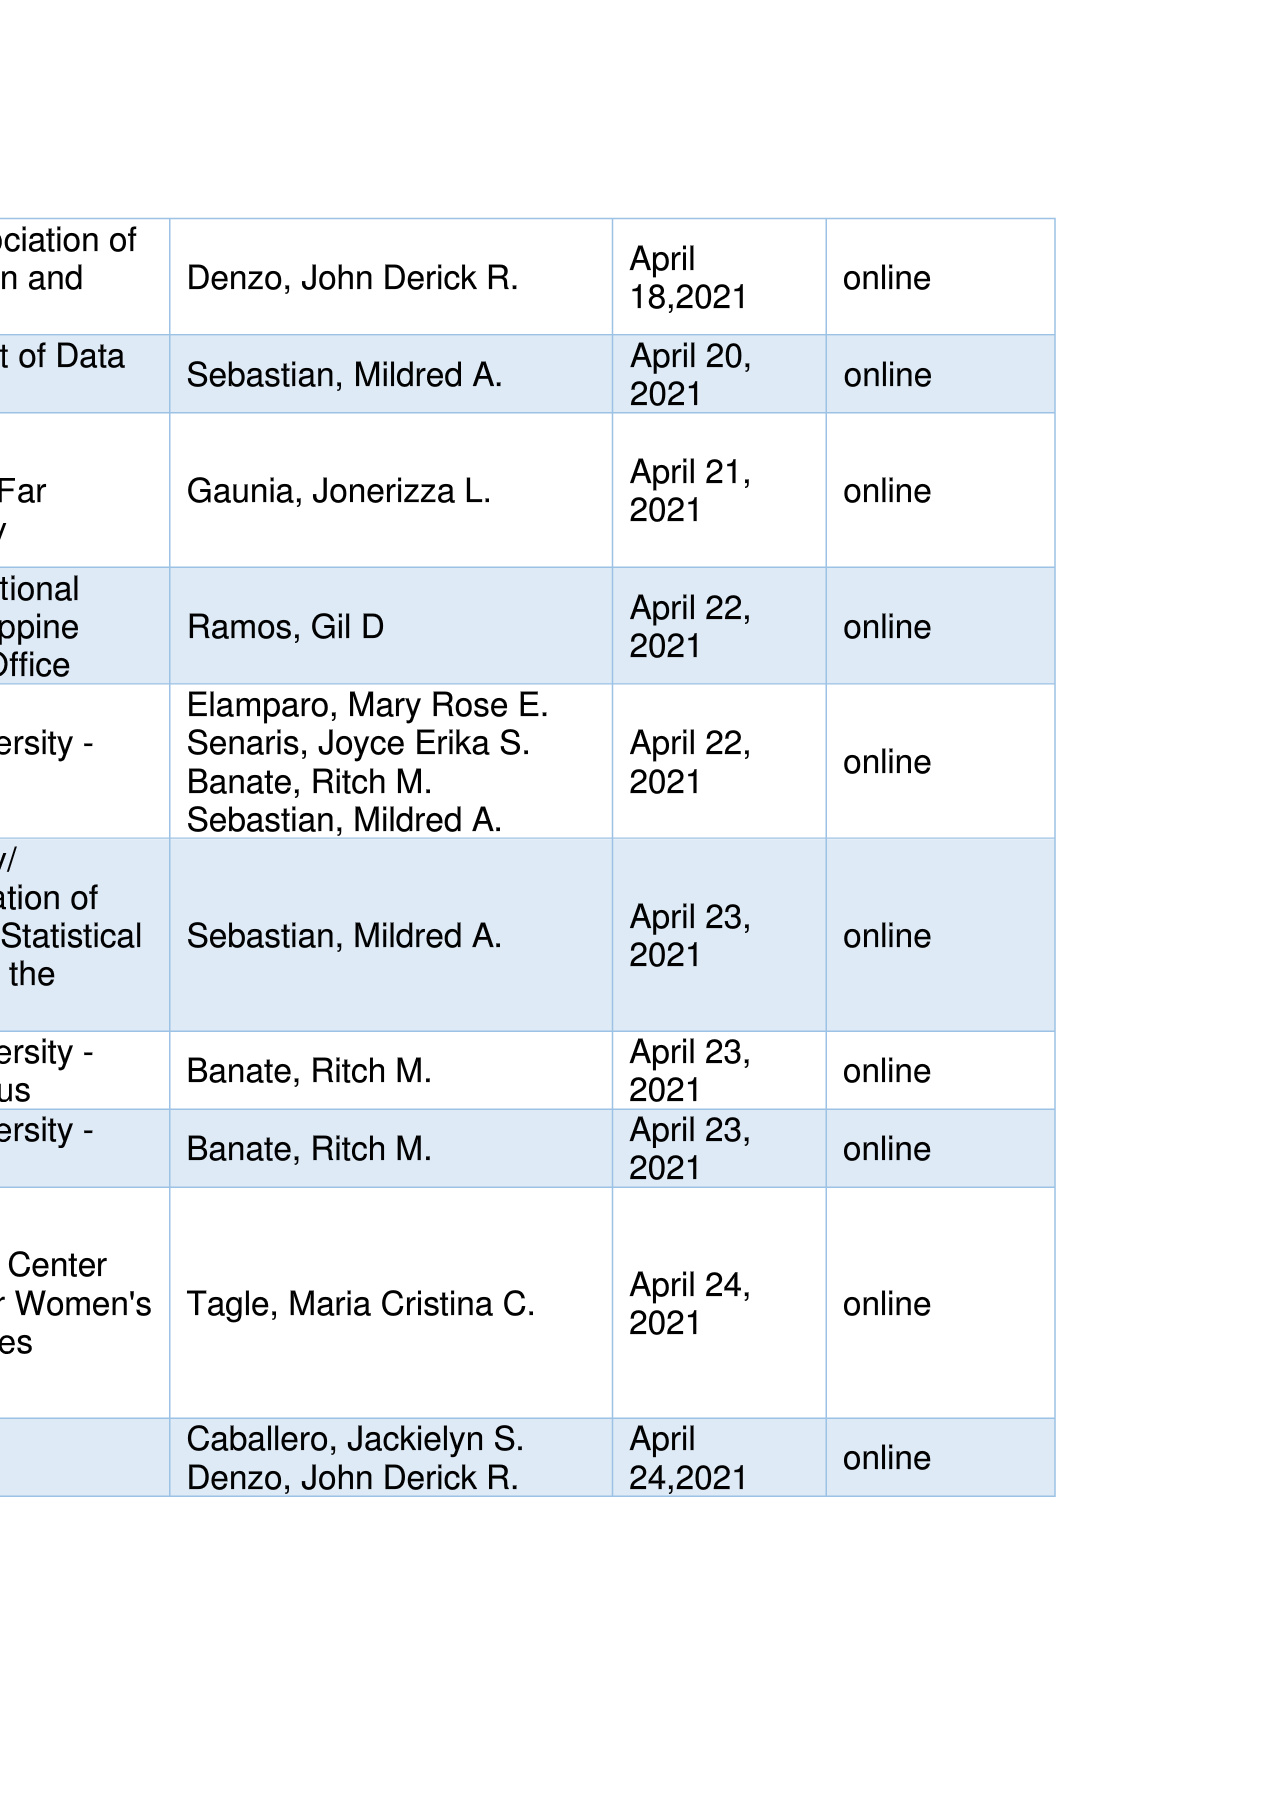 ciation of
n and
Denzo, John Derick R.
April
18,2021
online
t of Data
Sebastian, Mildred A.
April 20,
2021
online
Far
y
Gaunia, Jonerizza L.
April 21,
2021
online
tional
ppine
Office
Ramos, Gil D
April 22,
2021
online
ersity -
Elamparo, Mary Rose E.
Senaris, Joyce Erika S.
Banate, Ritch M.
Sebastian, Mildred A.
April 22,
2021
online
y/
ation of
Statistical
the
Sebastian, Mildred A.
April 23,
2021
online
ersity -
us
Banate, Ritch M.
April 23,
2021
online
ersity -
Banate, Ritch M.
April 23,
2021
online
Center
r Women's
es
Tagle, Maria Cristina C.
April 24,
2021
online
Caballero, Jackielyn S.
Denzo, John Derick R.
April
24,2021
online